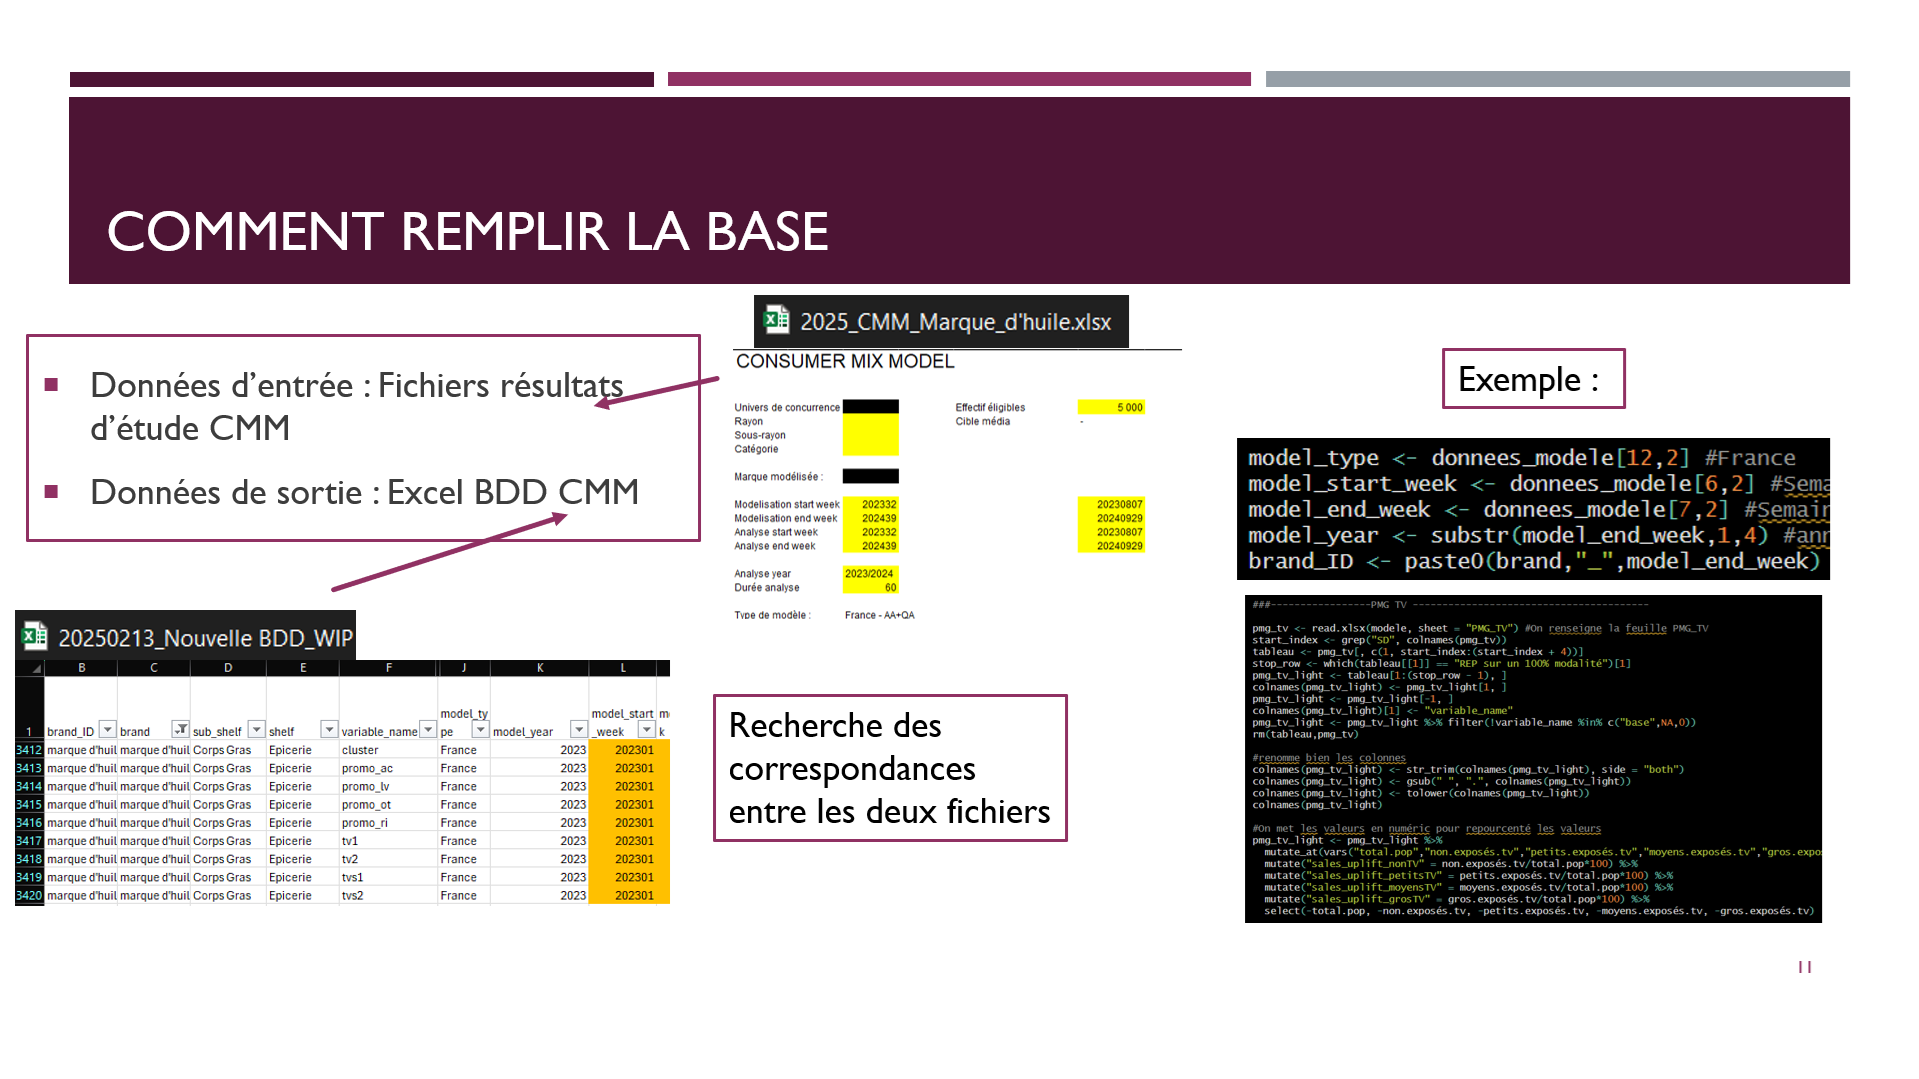 COMMENT REMPLIR LA BASE
Données d'entrée : Fichiers résultats
d'étude CMM
Données de sortie : Excel BDD CMM
2025_CMM_Marque_d'huile.xlsx
CONSUMER MIX MODEL
Univers de concurrence
Effectif éligibles 5 000
Rayon
Cible média -
Sous-rayon
Catégorie
Marque modélisée :
Modelisation start week 202332 20230807
Modelisation end week 202439 20240929
Analyse start week 202332 20230807
Analyse end week 202439 20240929
Analyse year 2023/2024
Durée analyse 60
Type de modèle : France - AA+QA
20250213_Nouvelle BDD_WIP
B C D E F J K L
model_ty model_start m
1 brand_ID brand sub_shelf shelf variable_name pe model_year _week k
3412 marque d'huil marque d'huil Corps Gras Epicerie cluster France 2023 202301
3413 marque d'huil marque d'huil Corps Gras Epicerie promo_ac France 2023 202301
3414 marque d'huil marque d'huil Corps Gras Epicerie promo_lv France 2023 202301
3415 marque d'huil marque d'huil Corps Gras Epicerie promo_ot France 2023 202301
3416 marque d'huil marque d'huil Corps Gras Epicerie promo_ri France 2023 202301
3417 marque d'huil marque d'huil Corps Gras Epicerie tv1 France 2023 202301
3418 marque d'huil marque d'huil Corps Gras Epicerie tv2 France 2023 202301
3419 marque d'huil marque d'huil Corps Gras Epicerie tvs1 France 2023 202301
3420 marque d'huil marque d'huil Corps Gras Epicerie tvs2 France 2023 202301
Recherche des
correspondances
entre les deux fichiers
Exemple :
model_type <- donnees_modele[12,2] #France
model_start_week <- donnees_modele[6,2] #Sema
model_end_week <- donnees_modele[7,2] #Semain
model_year <- substr(model_end_week,1,4) #ann
brand_ID <- paste0(brand,"_",model_end_week)
###-----------------PMG TV ----------------------------------------
pmg_tv <- read.xlsx(modele, sheet = "PMG_TV") #On renseigne la feuille PMG_TV
start_index <- grep("SD", colnames(pmg_tv))
tableau <- pmg_tv[, c(1, start_index:(start_index + 4))]
stop_row <- which(tableau[[1]] == "REP sur un 100% modalité")[1]
pmg_tv_light <- tableau[1:(stop_row - 1), ]
colnames(pmg_tv_light) <- pmg_tv_light[1, ]
pmg_tv_light <- pmg_tv_light[-1, ]
colnames(pmg_tv_light)[1] <- "variable_name"
pmg_tv_light <- pmg_tv_light %>% filter(!variable_name %in% c("base",NA,0))
rm(tableau,pmg_tv)
#renomme bien les colonnes
colnames(pmg_tv_light) <- str_trim(colnames(pmg_tv_light), side = "both")
colnames(pmg_tv_light) <- gsub(" ", ".", colnames(pmg_tv_light))
colnames(pmg_tv_light) <- tolower(colnames(pmg_tv_light))
colnames(pmg_tv_light)
#On met les valeurs en numéric pour repourcenté les valeurs
pmg_tv_light <- pmg_tv_light %>%
mutate_at(vars("total.pop","non.exposés.tv","petits.exposés.tv","moyens.exposés.tv","gros.expo
mutate("sales_uplift_nonTV" = non.exposés.tv/total.pop*100) %>%
mutate("sales_uplift_petitsTV" = petits.exposés.tv/total.pop*100) %>%
mutate("sales_uplift_moyensTV" = moyens.exposés.tv/total.pop*100) %>%
mutate("sales_uplift_grosTV" = gros.exposés.tv/total.pop*100) %>%
select(-total.pop, -non.exposés.tv, -petits.exposés.tv, -moyens.exposés.tv, -gros.exposés.tv)
11